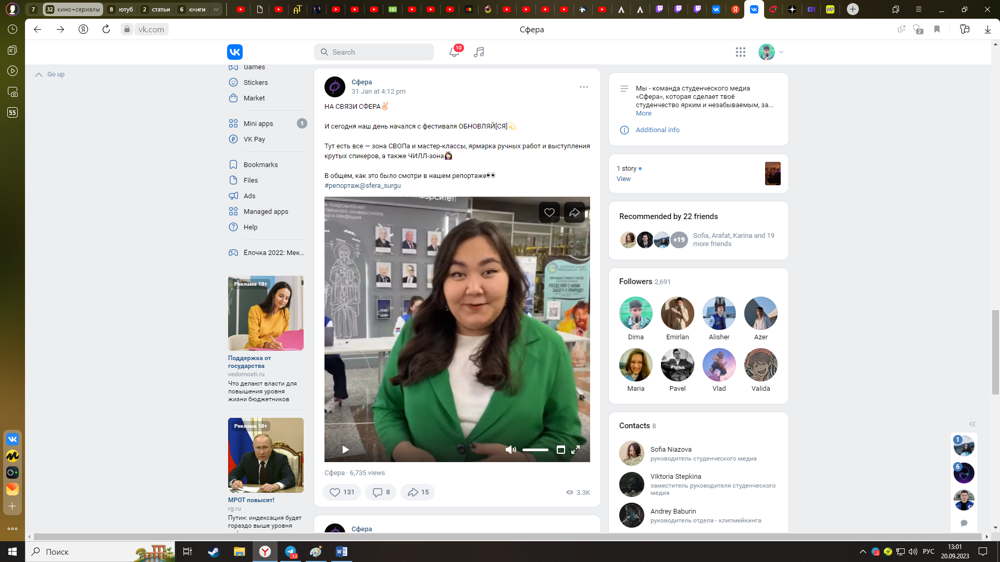 7
32 кино+сериалы
8 ютуб
2 статьи
6 книги
vk.com
Сфера
2
55
Search
10
Go up
Games
Stickers
Market
Mini apps
1
VK Pay
Bookmarks
Files
Ads
Managed apps
Help
Ёлочка 2022: Мек...
Реклама 18+
Поддержка от
государства
vedomosti.ru
Что делают власти для
повышения уровня
жизни бюджетников
Реклама 18+
МРОТ повысят!
rg.ru
Путин: индексация будет
гораздо выше уровня
Сфера
31 Jan at 4:12 pm
НА СВЯЗИ СФЕРА✌🏻
И сегодня наш день начался с фестиваля ОБНОВЛЯЙ[СЯ]💫
Тут есть все — зона СВОПа и мастер-классы, ярмарка ручных работ и выступления
крутых спикеров, а также ЧИЛЛ-зона💆🏻‍♀️
В общем, как это было смотри в нашем репортаже👀
#репортаж@sfera_surgu
покровителей
ственного университета
и Мефодия
РАЗДЕЛЯЙ С НАМИ
ЗАБОТУ О ПРИРОДЕ!
Сфера · 6,735 views
131
8
15
3.3K
Сфера
Мы - команда студенческого медиа
«Сфера», которая сделает твоё
студенчество ярким и незабываемым, за...
More
Additional info
1 story
View
Recommended by 22 friends
+19
Sofia, Arafat, Karina and 19
more friends
Followers 2,691
Dima
Emirlan
Alisher
Azer
Maria
Pavel
Vlad
Valida
Contacts 8
Sofia Niazova
руководитель студенческого медиа
Viktoria Stepkina
заместитель руководителя студенческого
медиа
Andrey Baburin
руководитель отдела - клипмейкинга
1
6
Поиск
РУС
13:01
20.09.2023